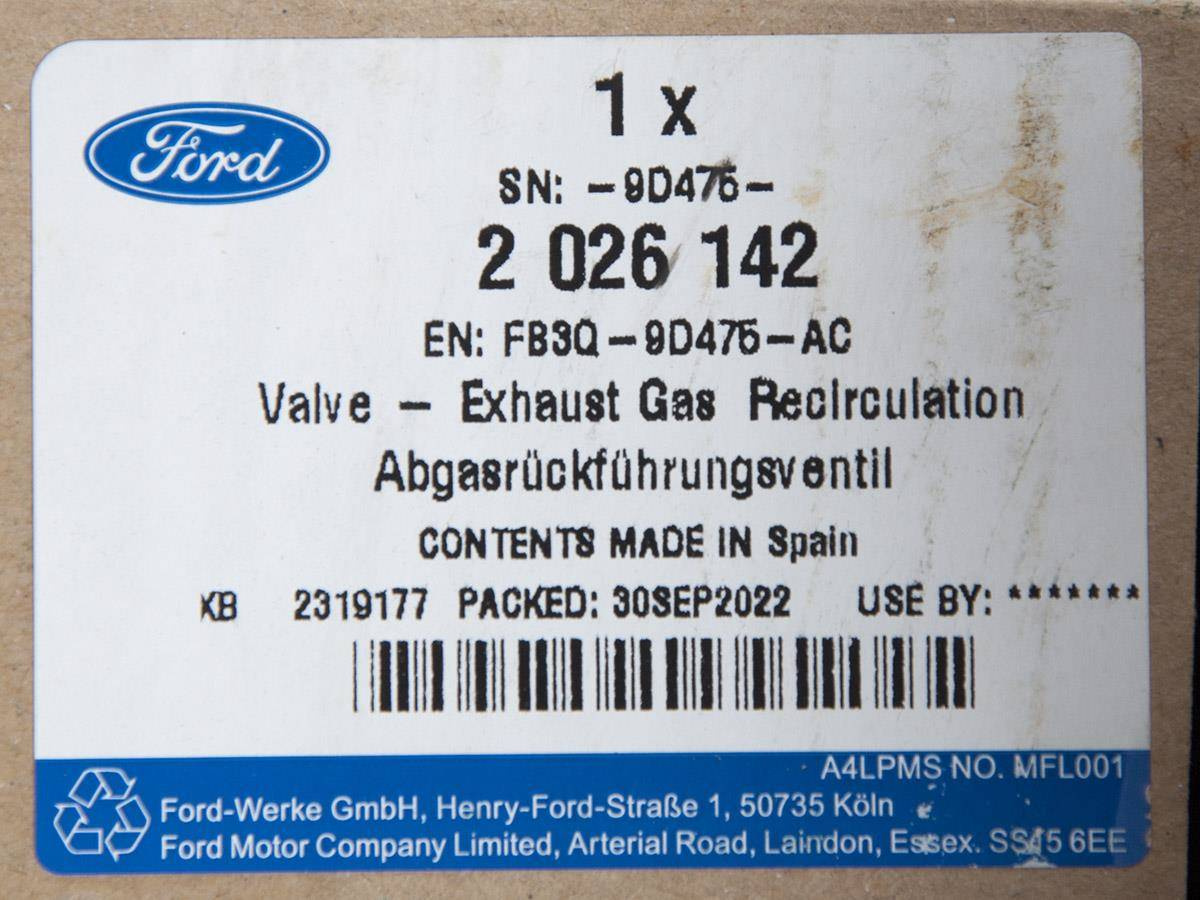 Ford
1 x
SN: -9D475-
2 026 142
EN: FB3Q-9D475-AC
Valve - Exhaust Gas Recirculation
Abgasrückführungsventil
CONTENTS MADE IN Spain
KB 2319177 PACKED: 30SEP2022 USE BY: *******
A4LPMS NO. MFL001
Ford-Werke GmbH, Henry-Ford-Straße 1, 50735 Köln
Ford Motor Company Limited, Arterial Road, Laindon, Essex. SS15 6EE